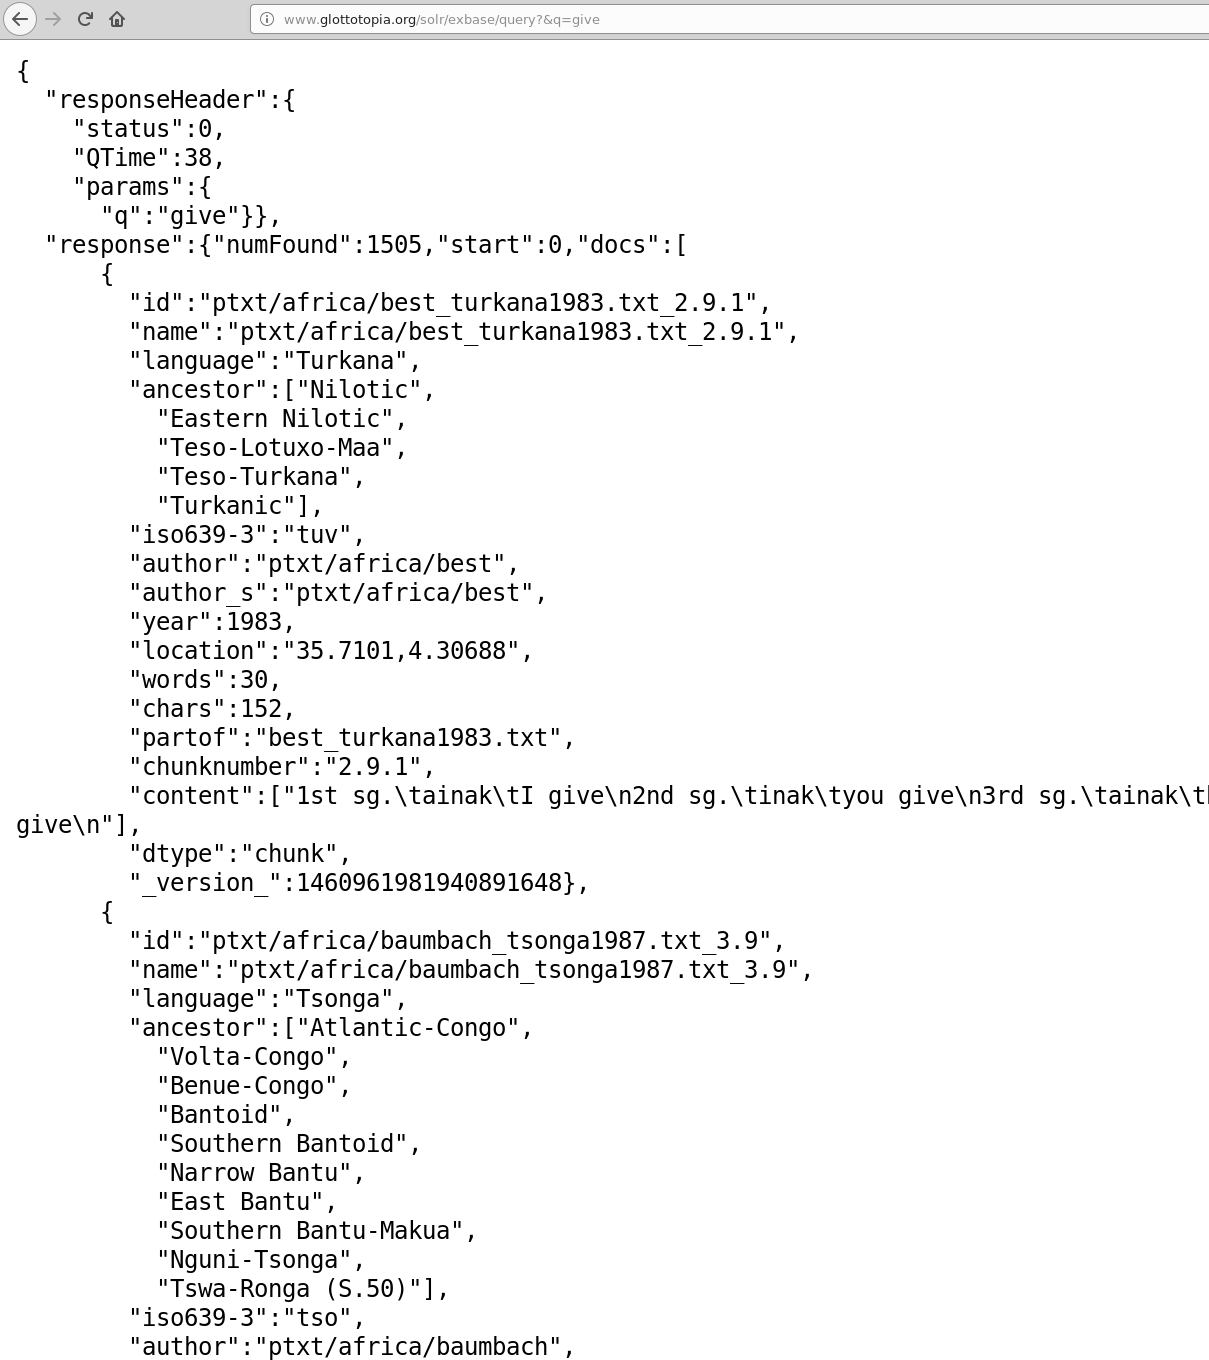 www.glottotopia.org/solr/exbase/query?&q=give
{
  "responseHeader":{
    "status":0,
    "QTime":38,
    "params":{
      "q":"give"}},
  "response":{"numFound":1505,"start":0,"docs":[
      {
        "id":"ptxt/africa/best_turkana1983.txt_2.9.1",
        "name":"ptxt/africa/best_turkana1983.txt_2.9.1",
        "language":"Turkana",
        "ancestor":["Nilotic",
          "Eastern Nilotic",
          "Teso-Lotuxo-Maa",
          "Teso-Turkana",
          "Turkanic"],
        "iso639-3":"tuv",
        "author":"ptxt/africa/best",
        "author_s":"ptxt/africa/best",
        "year":1983,
        "location":"35.7101,4.30688",
        "words":30,
        "chars":152,
        "partof":"best_turkana1983.txt",
        "chunknumber":"2.9.1",
        "content":["1st sg.\tainak\tI give\n2nd sg.\tinak\tyou give\n3rd sg.\tainak\t
give\n"],
        "dtype":"chunk",
        "_version_":1460961981940891648},
      {
        "id":"ptxt/africa/baumbach_tsonga1987.txt_3.9",
        "name":"ptxt/africa/baumbach_tsonga1987.txt_3.9",
        "language":"Tsonga",
        "ancestor":["Atlantic-Congo",
          "Volta-Congo",
          "Benue-Congo",
          "Bantoid",
          "Southern Bantoid",
          "Narrow Bantu",
          "East Bantu",
          "Southern Bantu-Makua",
          "Nguni-Tsonga",
          "Tswa-Ronga (S.50)"],
        "iso639-3":"tso",
        "author":"ptxt/africa/baumbach",